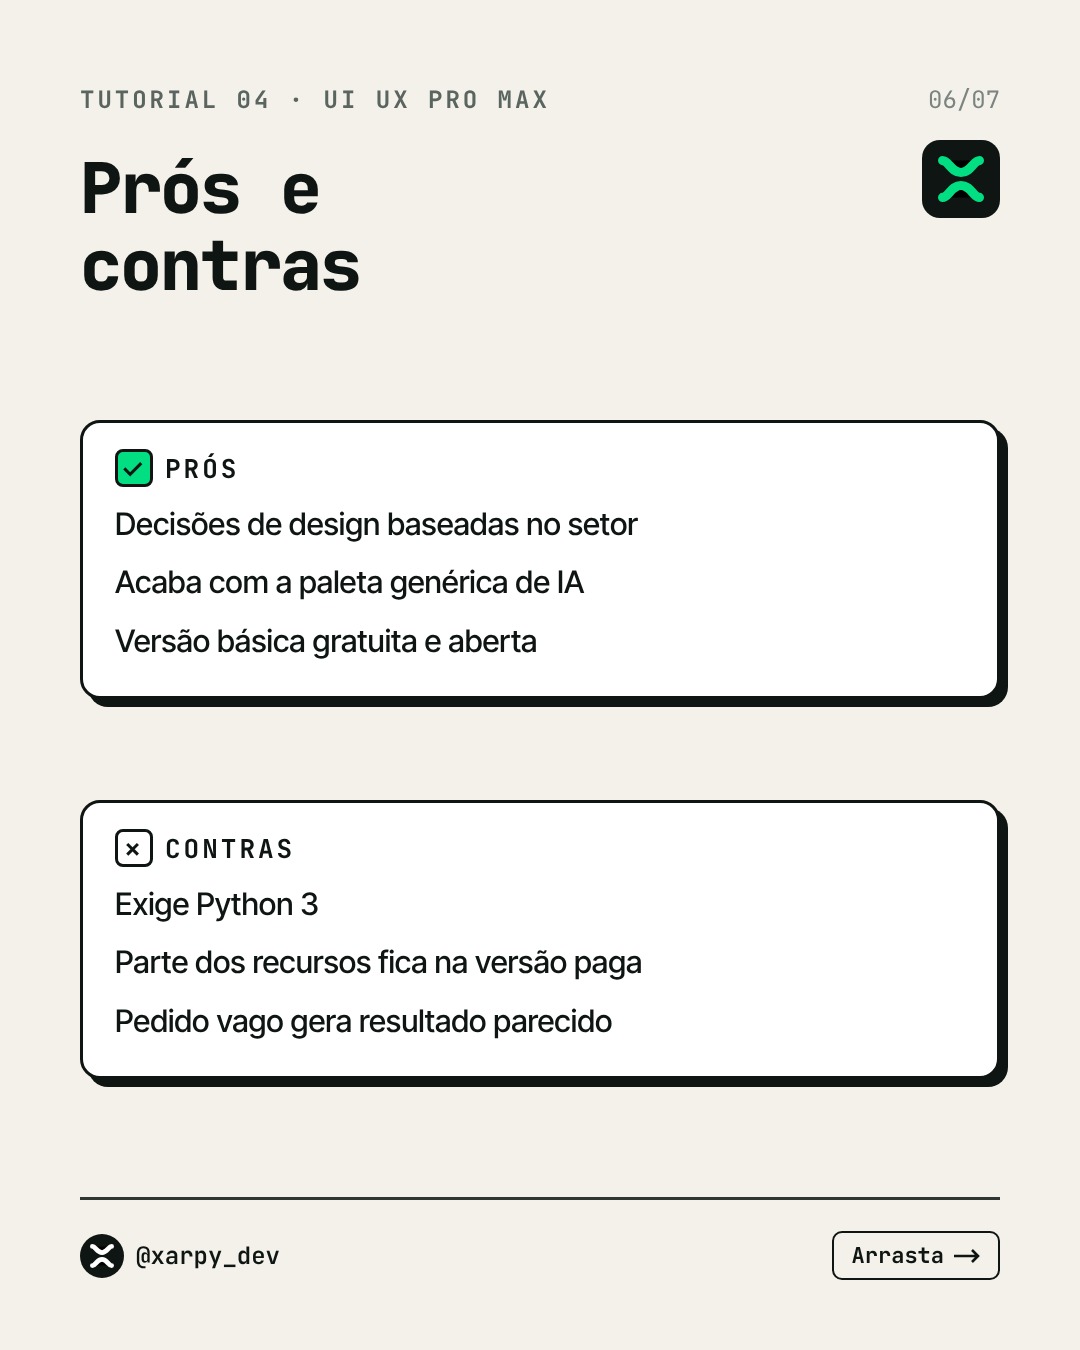 TUTORIAL 04 · UI UX PRO MAX
06/07
Prós e
contras
PRÓS
Decisões de design baseadas no setor
Acaba com a paleta genérica de IA
Versão básica gratuita e aberta
CONTRAS
Exige Python 3
Parte dos recursos fica na versão paga
Pedido vago gera resultado parecido
@xarpy_dev
Arrasta →